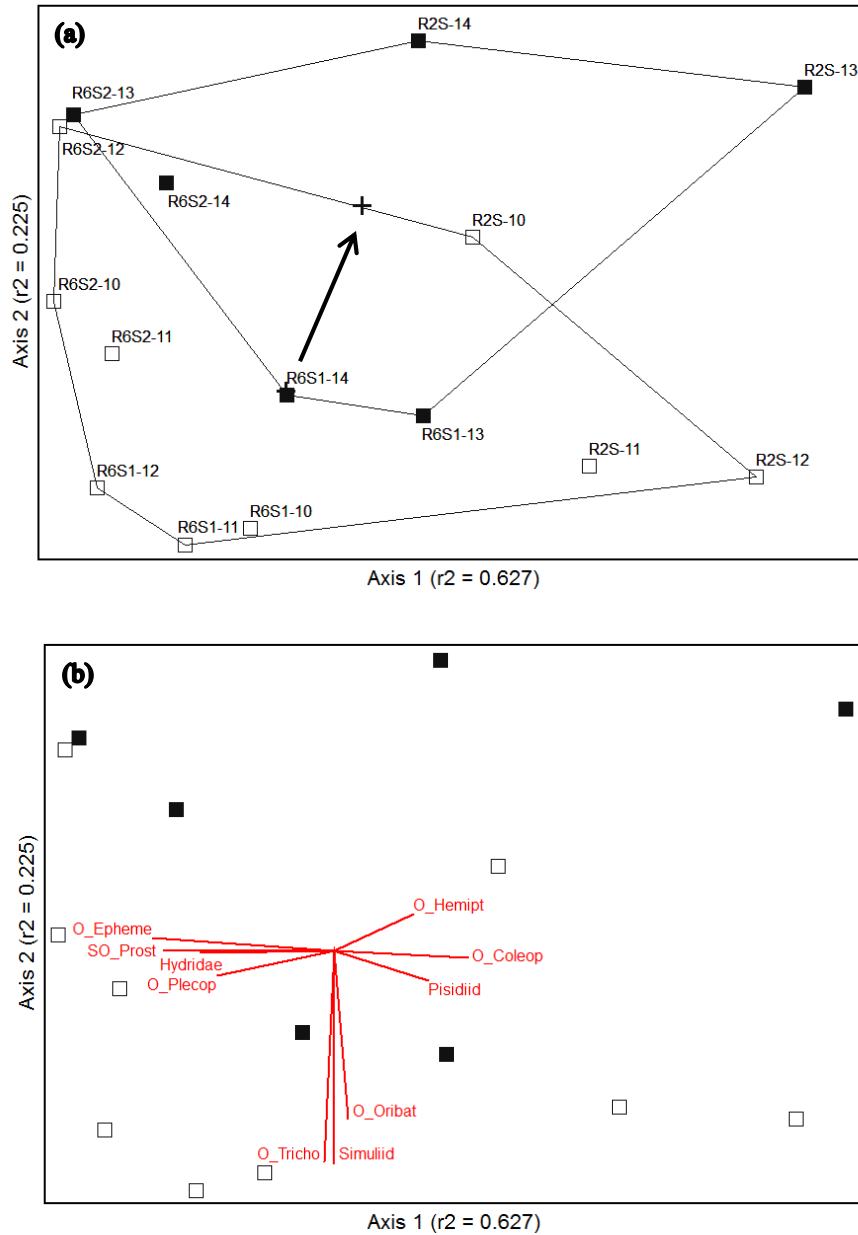 (a)
R2S-14
R2S-13
R6S2-13
R6S2-12
R6S2-14
R2S-10
R6S2-10
R6S2-11
R6S1-14
R6S1-13
R2S-11
R2S-12
R6S1-12
R6S1-10
R6S1-11
Axis 2 (r2 = 0.225)
Axis 1 (r2 = 0.627)
(b)
O_Hemipt
O_Epheme
SO_Prost
Hydridae
O_Coleop
O_Plecop
Pisidiid
O_Oribat
O_Tricho
Simuliid
Axis 2 (r2 = 0.225)
Axis 1 (r2 = 0.627)